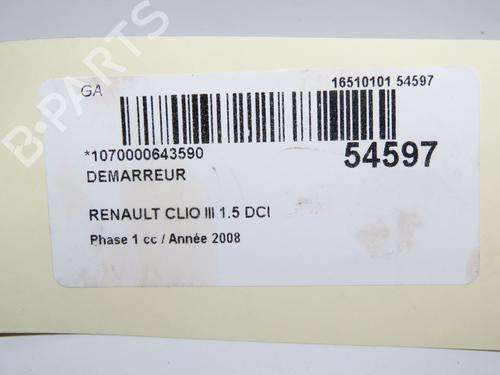 GA
16510101 54597
*1070000643590
54597
DEMARREUR
RENAULT CLIO III 1.5 DCI
Phase 1 cc / Année 2008
B-PARTS